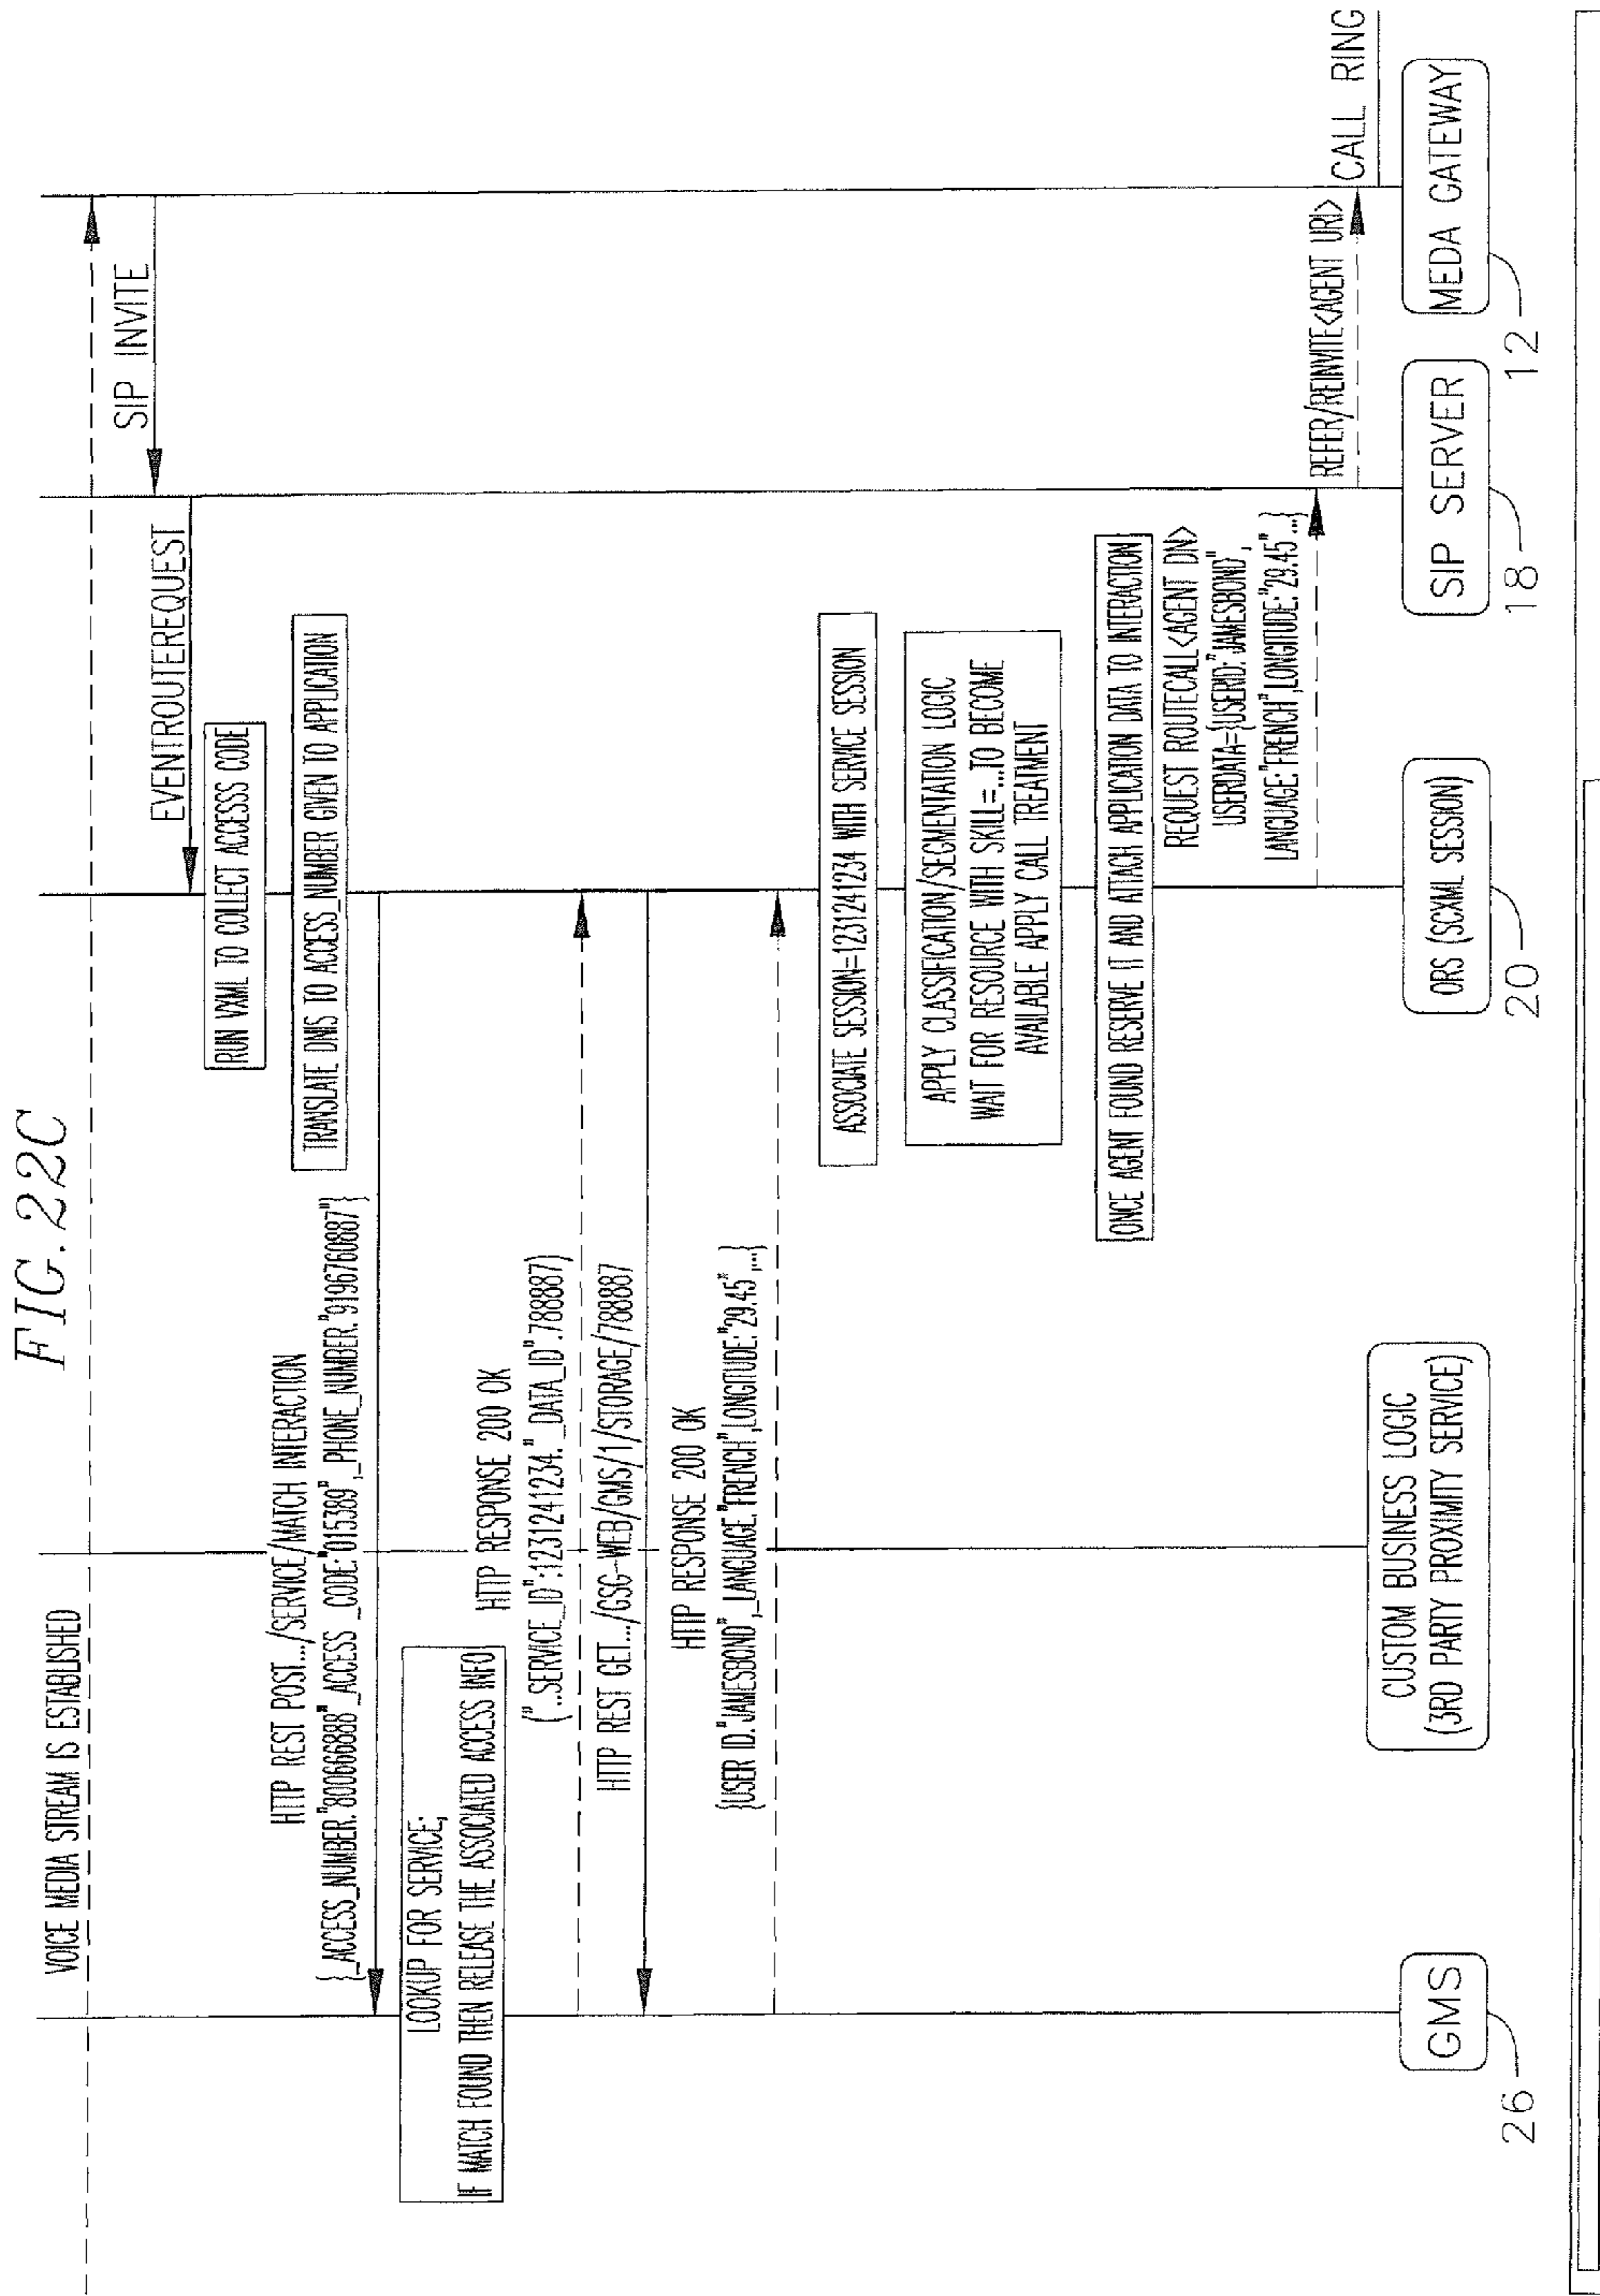 FIG. 22C
VOICE MEDIA STREAM IS ESTABLISHED
SIP INVITE
EVENTROUTEREQUEST
RUN VXML TO COLLECT ACCESSS CODE
TRANSLATE DNIS TO ACCESS_NUMBER GIVEN TO APPLICATION
HTTP REST POST.../SERVICE/MATCH INTERACTION
{_ACCESS_NUMBER."80066888"_ACCESS _CODE:"015389",_PHONE_NUMBER."9196760887"}
LOOKUP FOR SERVICE;
IF MATCH FOUND THEN RELEASE THE ASSOCIATED ACCESS INFO
HTTP RESPONSE 200 OK
("..SERVICE_ID":1231241234."_DATA_ID".788887)
HTTP REST GET.../GSG-WEB/GMS/1/STORAGE/788887
HTTP RESPONSE 200 OK
{USER ID."JAMESBOND",_LANGUAGE."FRENCH",LONGITUDE:"29.45",...}
ASSOCIATE SESSION=1231241234 WITH SERVICE SESSION
APPLY CLASSIFICATION/SEGMENTATION LOGIC
WAIT FOR RESOURCE WITH SKILL=...TO BECOME
AVAILABLE APPLY CALL TREATMENT
ONCE AGENT FOUND RESERVE IT AND ATTACH APPLICATION DATA TO INTERACTION
REQUEST ROUTECALL<AGENT DN>
USERDATA={USERID:"JAMESBOND",
LANGUAGE:"FRENCH",LONGITUDE:"29.45"...}
REFER/REINVITE<AGENT URI>
CALL RING
GMS
26
CUSTOM BUSINESS LOGIC
(3RD PARTY PROXIMITY SERVICE)
ORS (SCXML SESSION)
20
SIP SERVER
18
MEDA GATEWAY
12